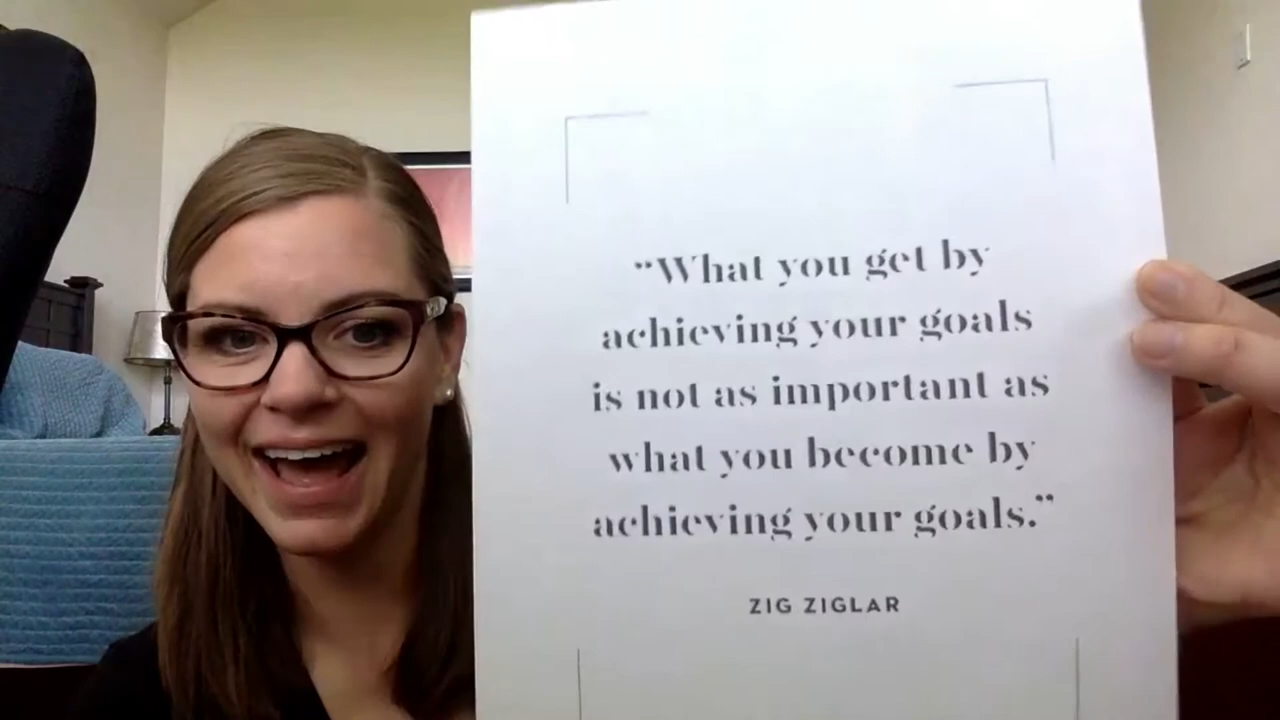 “What you get by
achieving your goals
is not as important as
what you become by
achieving your goals.”
ZIG ZIGLAR